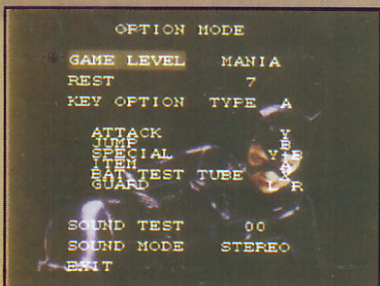 OPTION MODE
GAME LEVEL MANIA
REST 7
KEY OPTION TYPE A
ATTACK Y
JUMP B
SPECIAL Y+B
ITEM A
BAT TEST TUBE X
GUARD L R
SOUND TEST 00
SOUND MODE STEREO
EXIT